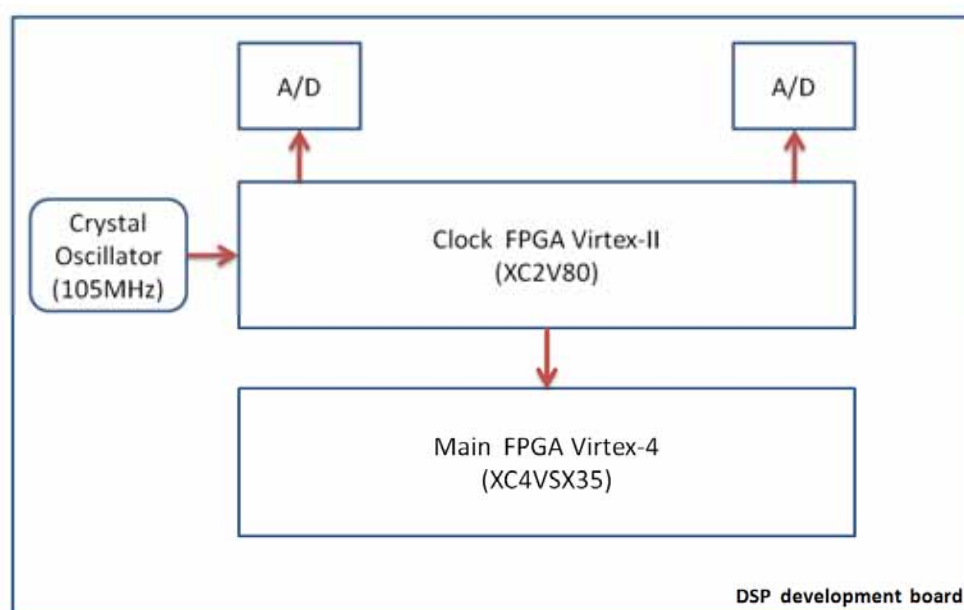 A/D
A/D
Crystal
Oscillator
(105MHz)
Clock FPGA Virtex-II
(XC2V80)
Main FPGA Virtex-4
(XC4VSX35)
DSP development board